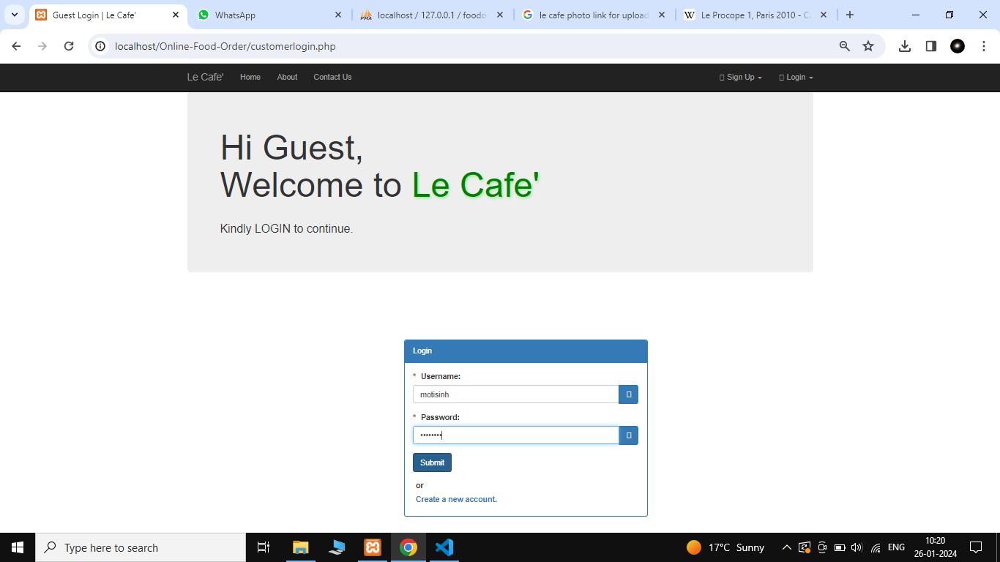 Guest Login | Le Cafe'
WhatsApp
localhost / 127.0.0.1 / foodo
PMA
le cafe photo link for upload
W
Le Procope 1, Paris 2010 -
localhost/Online-Food-Order/customerlogin.php
Le Cafe' Home About Contact Us Sign Up Login
Hi Guest,
Welcome to Le Cafe'
Kindly LOGIN to continue.
Login
* Username:
motisinh
* Password:
••••••••
Submit
or
Create a new account.
Type here to search
17°C Sunny
ENG
10:20
26-01-2024